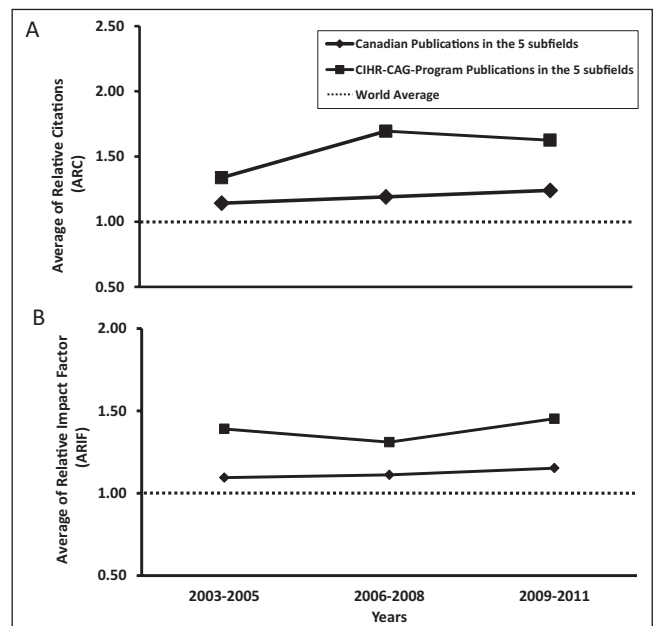 A
2.50
2.00
1.50
1.00
0.50
Average of Relative Citations
(ARC)
Canadian Publications in the 5 subfields
CIHR-CAG-Program Publications in the 5 subfields
World Average
B
2.00
1.50
1.00
0.50
Average of Relative Impact Factor
(ARIF)
2003-2005
2006-2008
2009-2011
Years